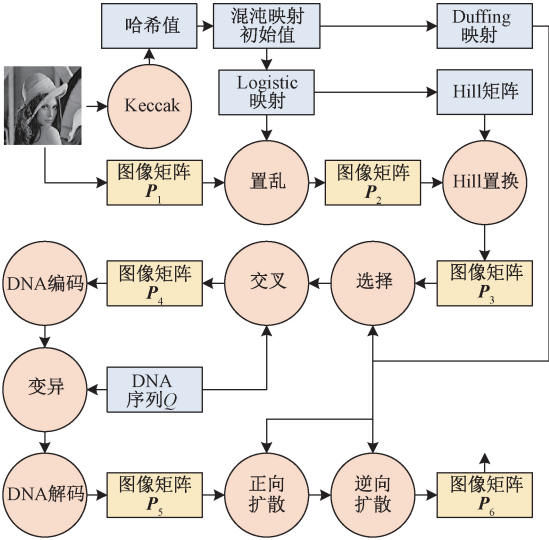 哈希值
混沌映射
初始值
Duffing
映射
Keccak
Logistic
映射
Hill矩阵
图像矩阵
P1
置乱
图像矩阵
P2
Hill置换
DNA编码
图像矩阵
P4
交叉
选择
图像矩阵
P3
变异
DNA
序列Q
DNA解码
图像矩阵
P5
正向
扩散
逆向
扩散
图像矩阵
P6